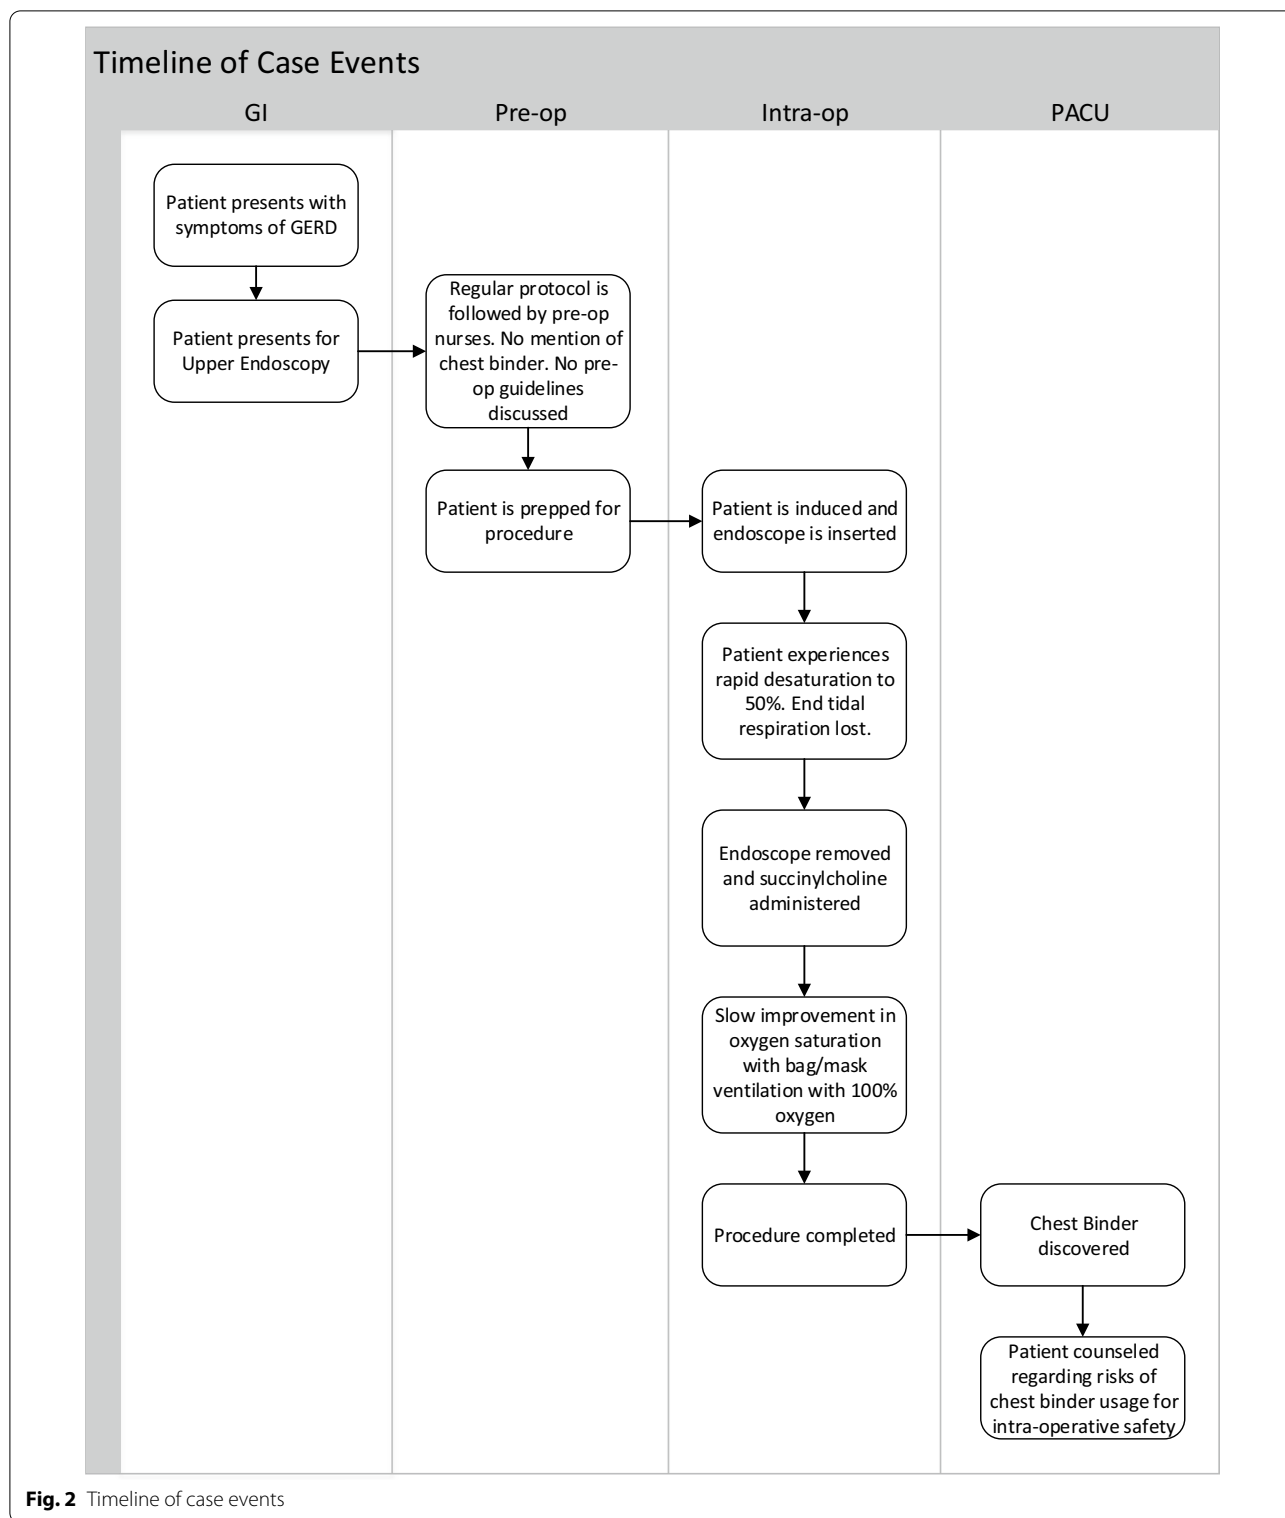 Timeline of Case Events
GI
Pre-op
Intra-op
PACU
Patient presents with
symptoms of GERD
Patient presents for
Upper Endoscopy
Regular protocol is
followed by pre-op
nurses. No mention of
chest binder. No pre-
op guidelines
discussed
Patient is prepped for
procedure
Patient is induced and
endoscope is inserted
Patient experiences
rapid desaturation to
50%. End tidal
respiration lost.
Endoscope removed
and succinylcholine
administered
Slow improvement in
oxygen saturation
with bag/mask
ventilation with 100%
oxygen
Procedure completed
Chest Binder
discovered
Patient counseled
regarding risks of
chest binder usage for
intra-operative safety
Fig. 2 Timeline of case events